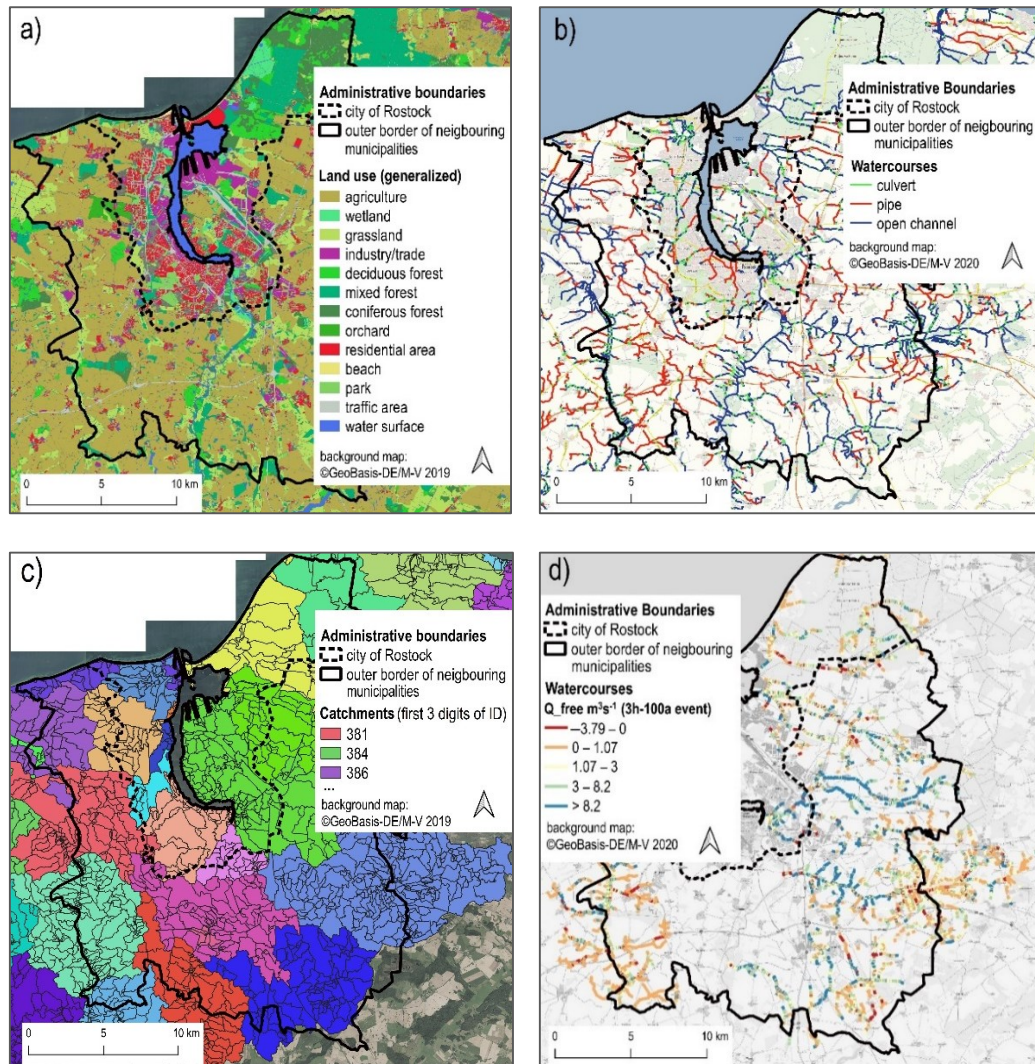 a)
Administrative boundaries
city of Rostock
outer border of neigbouring
municipalities
Land use (generalized)
agriculture
wetland
grassland
industry/trade
deciduous forest
mixed forest
coniferous forest
orchard
residential area
beach
park
traffic area
water surface
background map:
©GeoBasis-DE/M-V 2019
0 5 10 km
b)
Administrative Boundaries
city of Rostock
outer border of neigbouring
municipalities
Watercourses
culvert
pipe
open channel
background map:
©GeoBasis-DE/M-V 2020
0 5 10 km
c)
Administrative boundaries
city of Rostock
outer border of neigbouring
municipalities
Catchments (first 3 digits of ID)
381
384
386
...
background map:
©GeoBasis-DE/M-V 2019
0 5 10 km
d)
Administrative Boundaries
city of Rostock
outer border of neigbouring
municipalities
Watercourses
Q_free m³s⁻¹ (3h-100a event)
−3.79 – 0
0 – 1.07
1.07 – 3
3 – 8.2
> 8.2
background map:
©GeoBasis-DE/M-V 2020
0 5 10 km